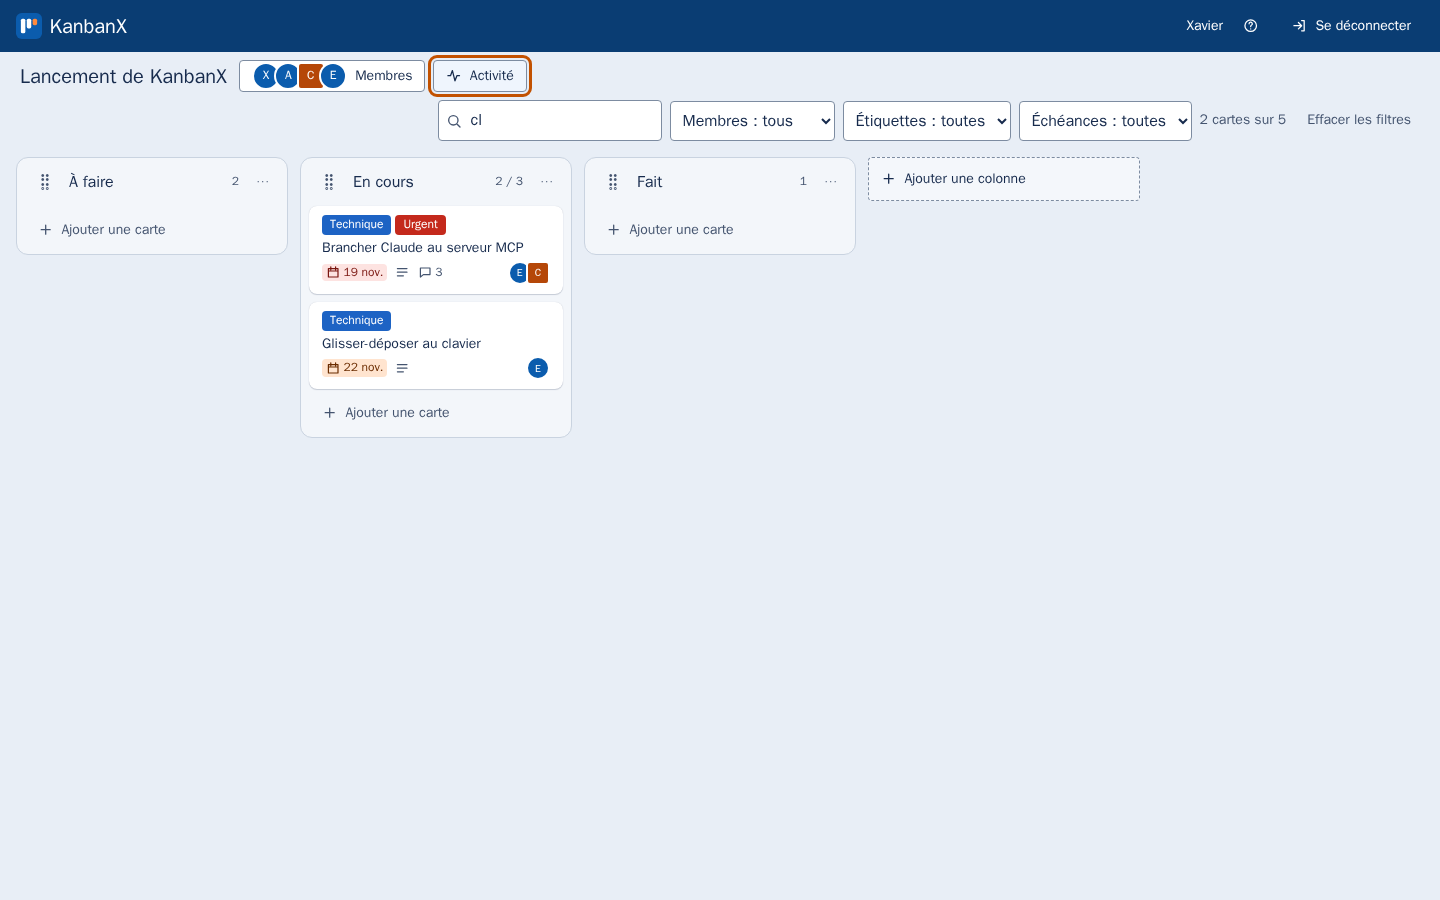 KanbanX
Xavier
Se déconnecter
Lancement de KanbanX
X A C E Membres
Activité
cl
Membres : tous
Étiquettes : toutes
Échéances : toutes
2 cartes sur 5
Effacer les filtres
À faire
2
Ajouter une carte
En cours
2 / 3
Technique
Urgent
Brancher Claude au serveur MCP
19 nov.
3
E C
Technique
Glisser-déposer au clavier
22 nov.
E
Ajouter une carte
Fait
1
Ajouter une carte
Ajouter une colonne